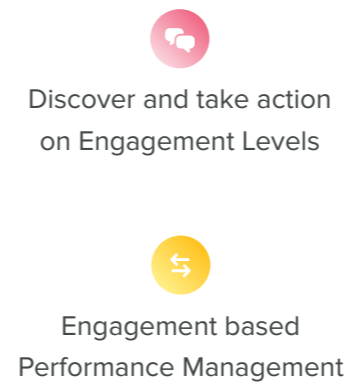 Discover and take action
on Engagement Levels
Engagement based
Performance Management